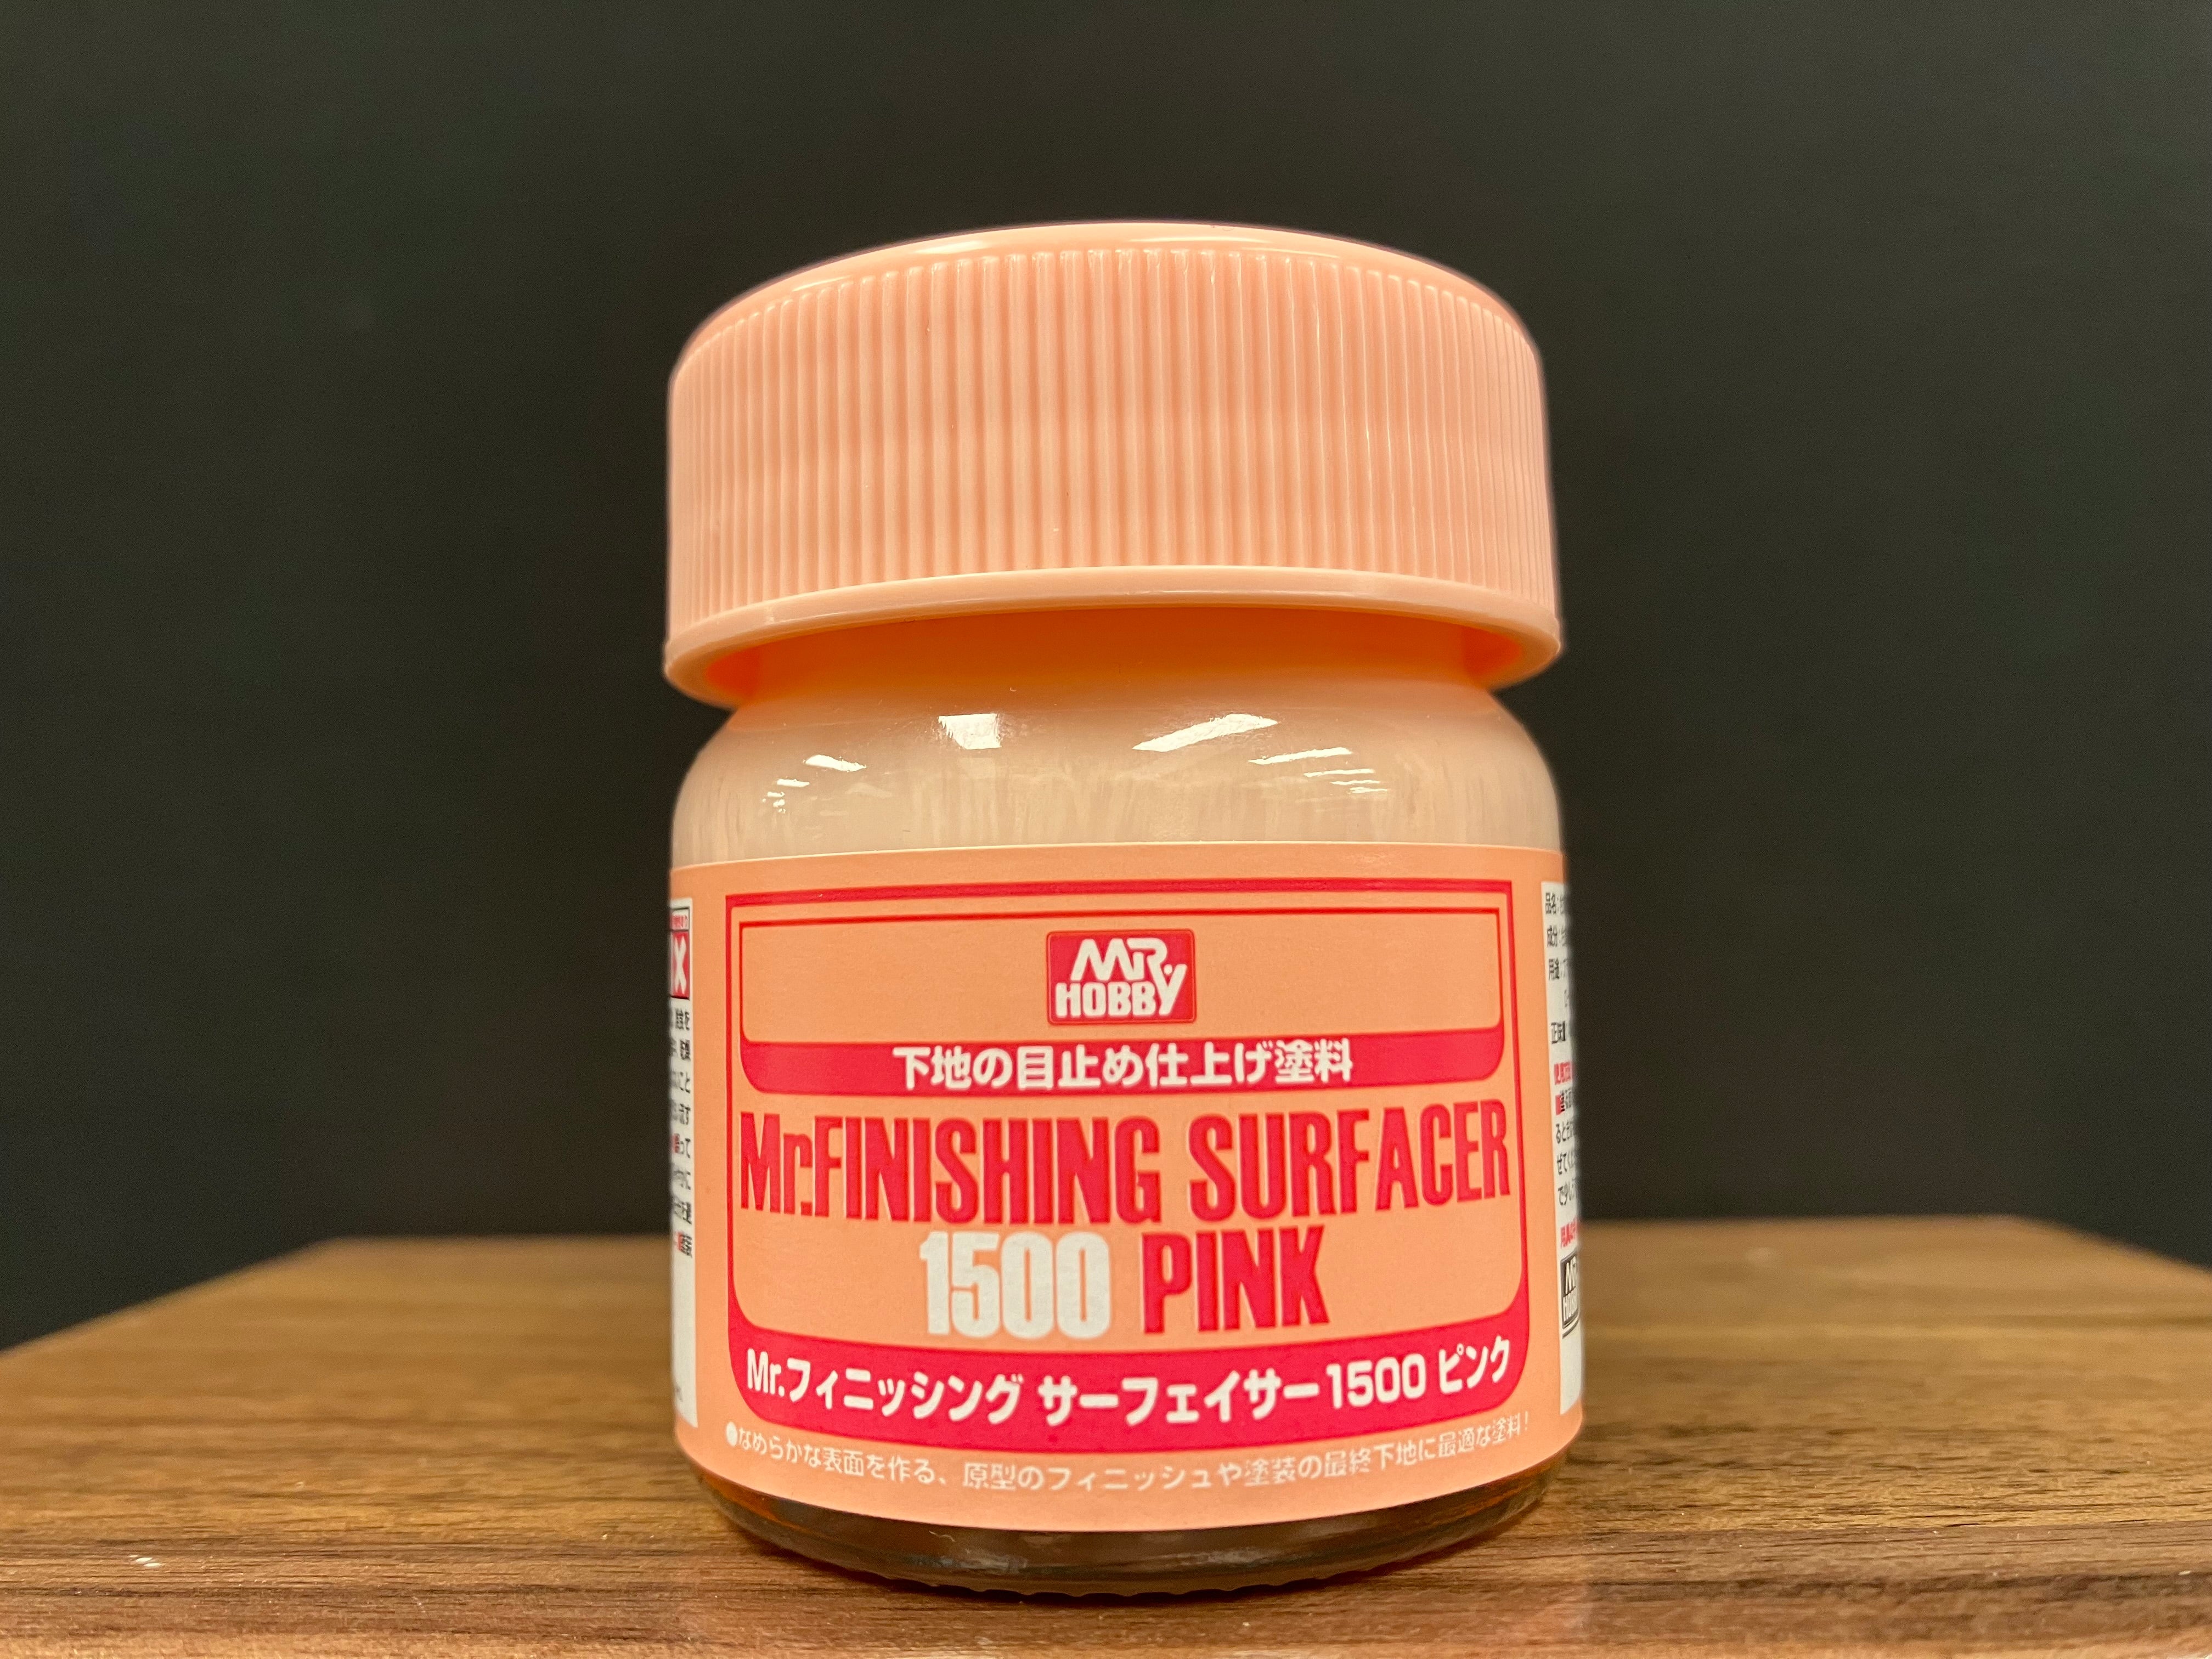 MR HOBBY
下地の目止め仕上げ塗料
Mr.FINISHING SURFACER
1500 PINK
Mr.フィニッシング サーフェイサー1500 ピンク
●なめらかな表面を作る、原型のフィニッシュや塗装の最終下地に最適な塗料!